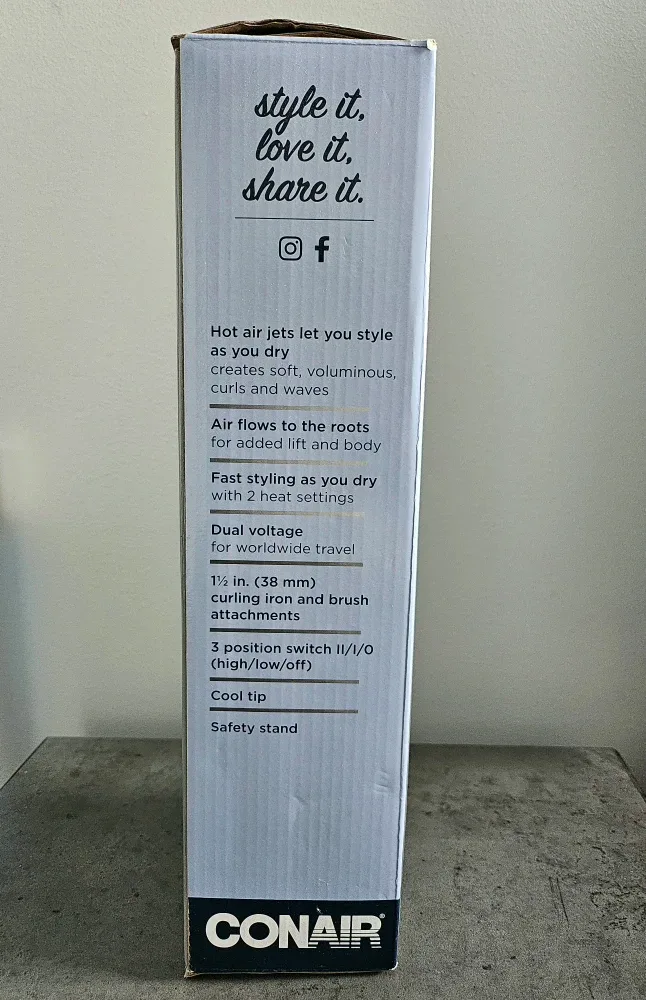 style it,
love it,
share it.
Hot air jets let you style
as you dry
creates soft, voluminous,
curls and waves
Air flows to the roots
for added lift and body
Fast styling as you dry
with 2 heat settings
Dual voltage
for worldwide travel
1½ in. (38 mm)
curling iron and brush
attachments
3 position switch II/I/0
(high/low/off)
Cool tip
Safety stand
CONAIR®